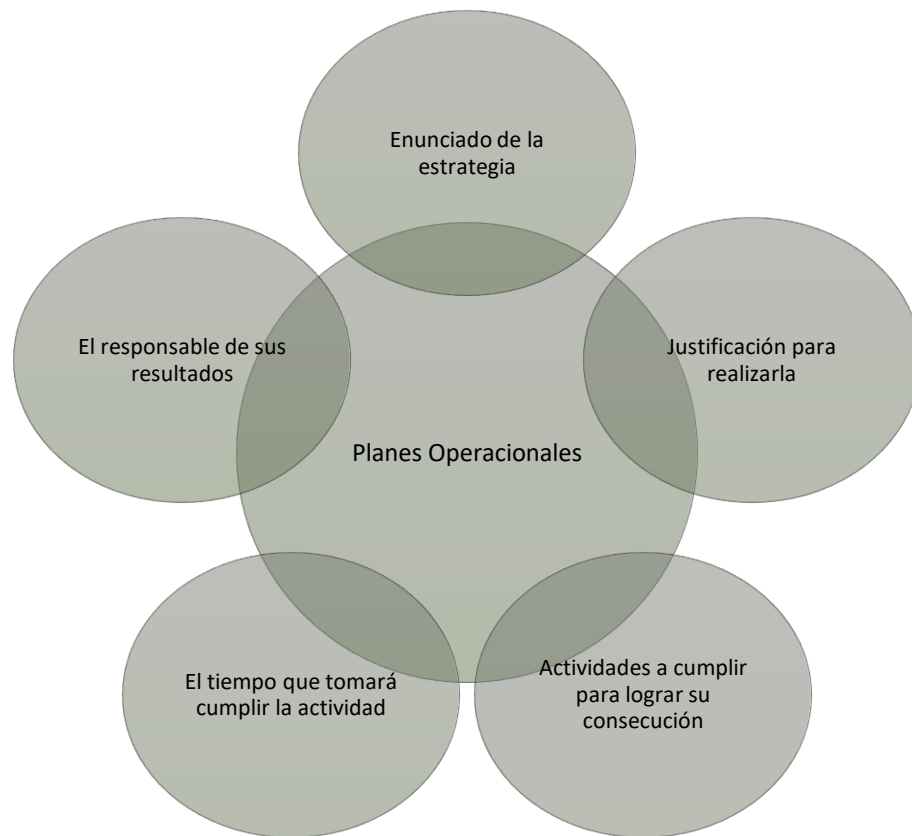 Enunciado de la
estrategia
Justificación para
realizarla
Actividades a cumplir
para lograr su
consecución
El tiempo que tomará
cumplir la actividad
El responsable de sus
resultados
Planes Operacionales